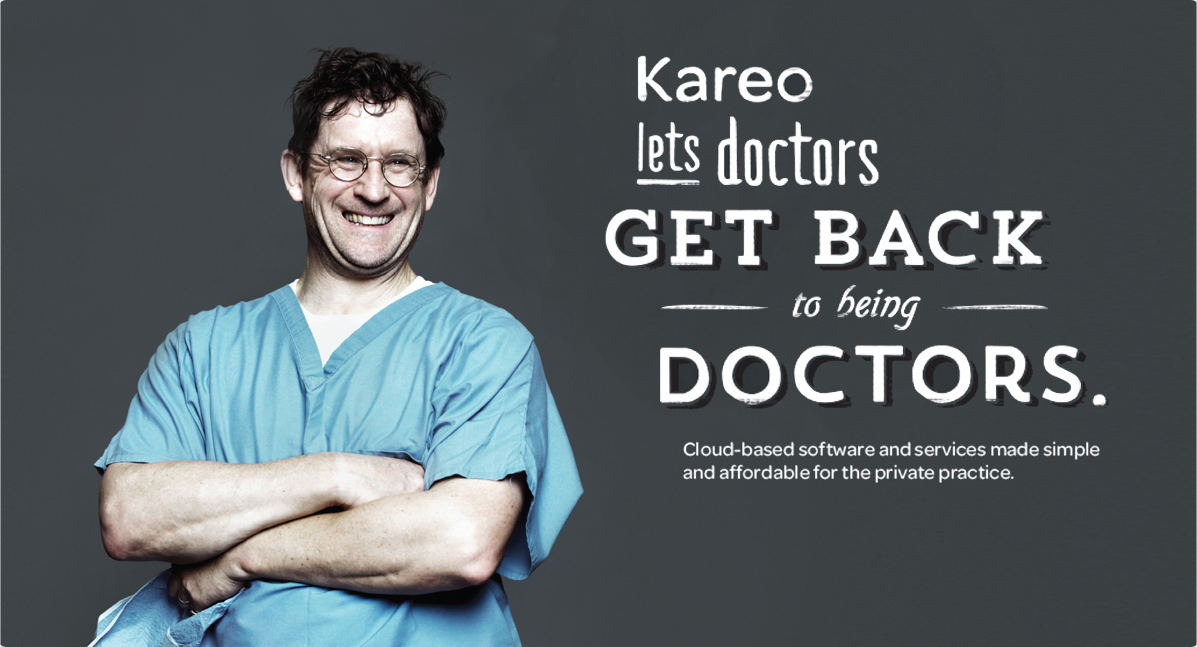 Kareo
lets doctors
GET BACK
to being
DOCTORS.
Cloud-based software and services made simple
and affordable for the private practice.